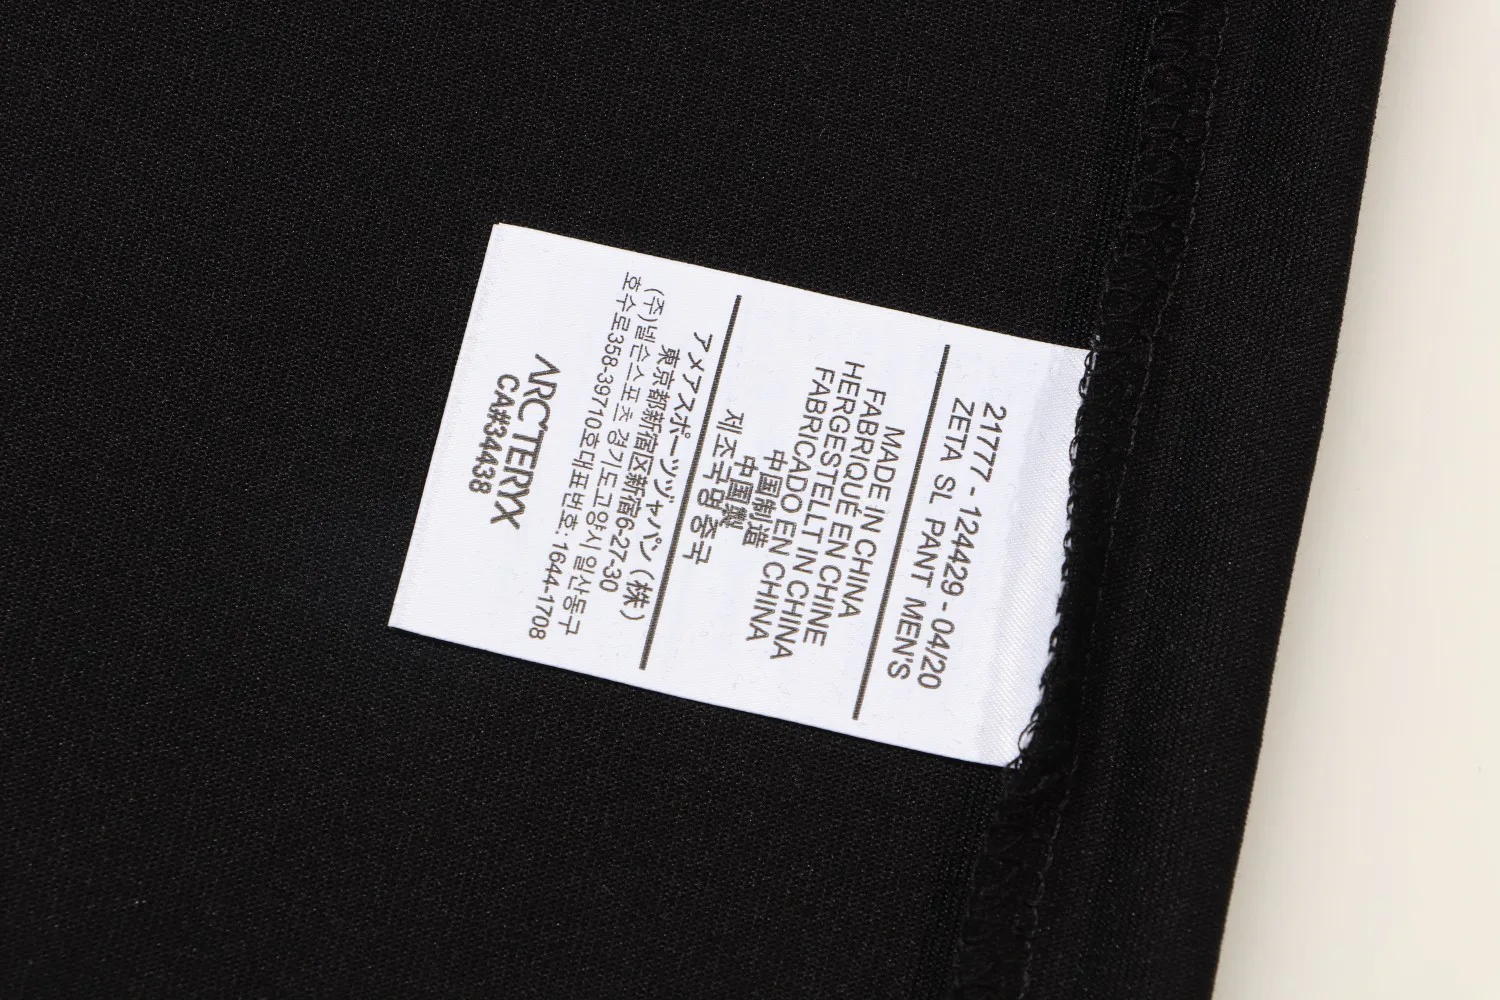 21777 - 124429 - 04/20
ZETA SL PANT MEN'S
MADE IN CHINA
FABRIQUÉ EN CHINE
HERGESTELLT IN CHINA
FABRICADO EN CHINA
中国制造
中國製
제조국명 중국
アメアスポーツジャパン（株）
東京都新宿区新宿6-27-30
(주)넬슨스포츠 경기도고양시 일산동구
호수로358-39710호대표번호: 1644-1708
ARC'TERYX
CA#34438